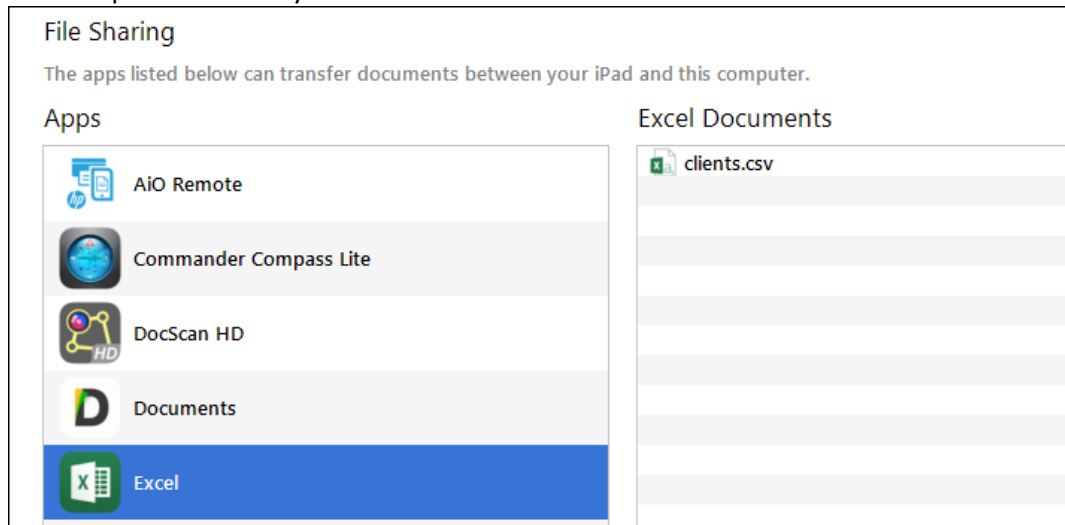 File Sharing
The apps listed below can transfer documents between your iPad and this computer.
Apps
Excel Documents
AiO Remote
clients.csv
Commander Compass Lite
DocScan HD
HD
Documents
Excel